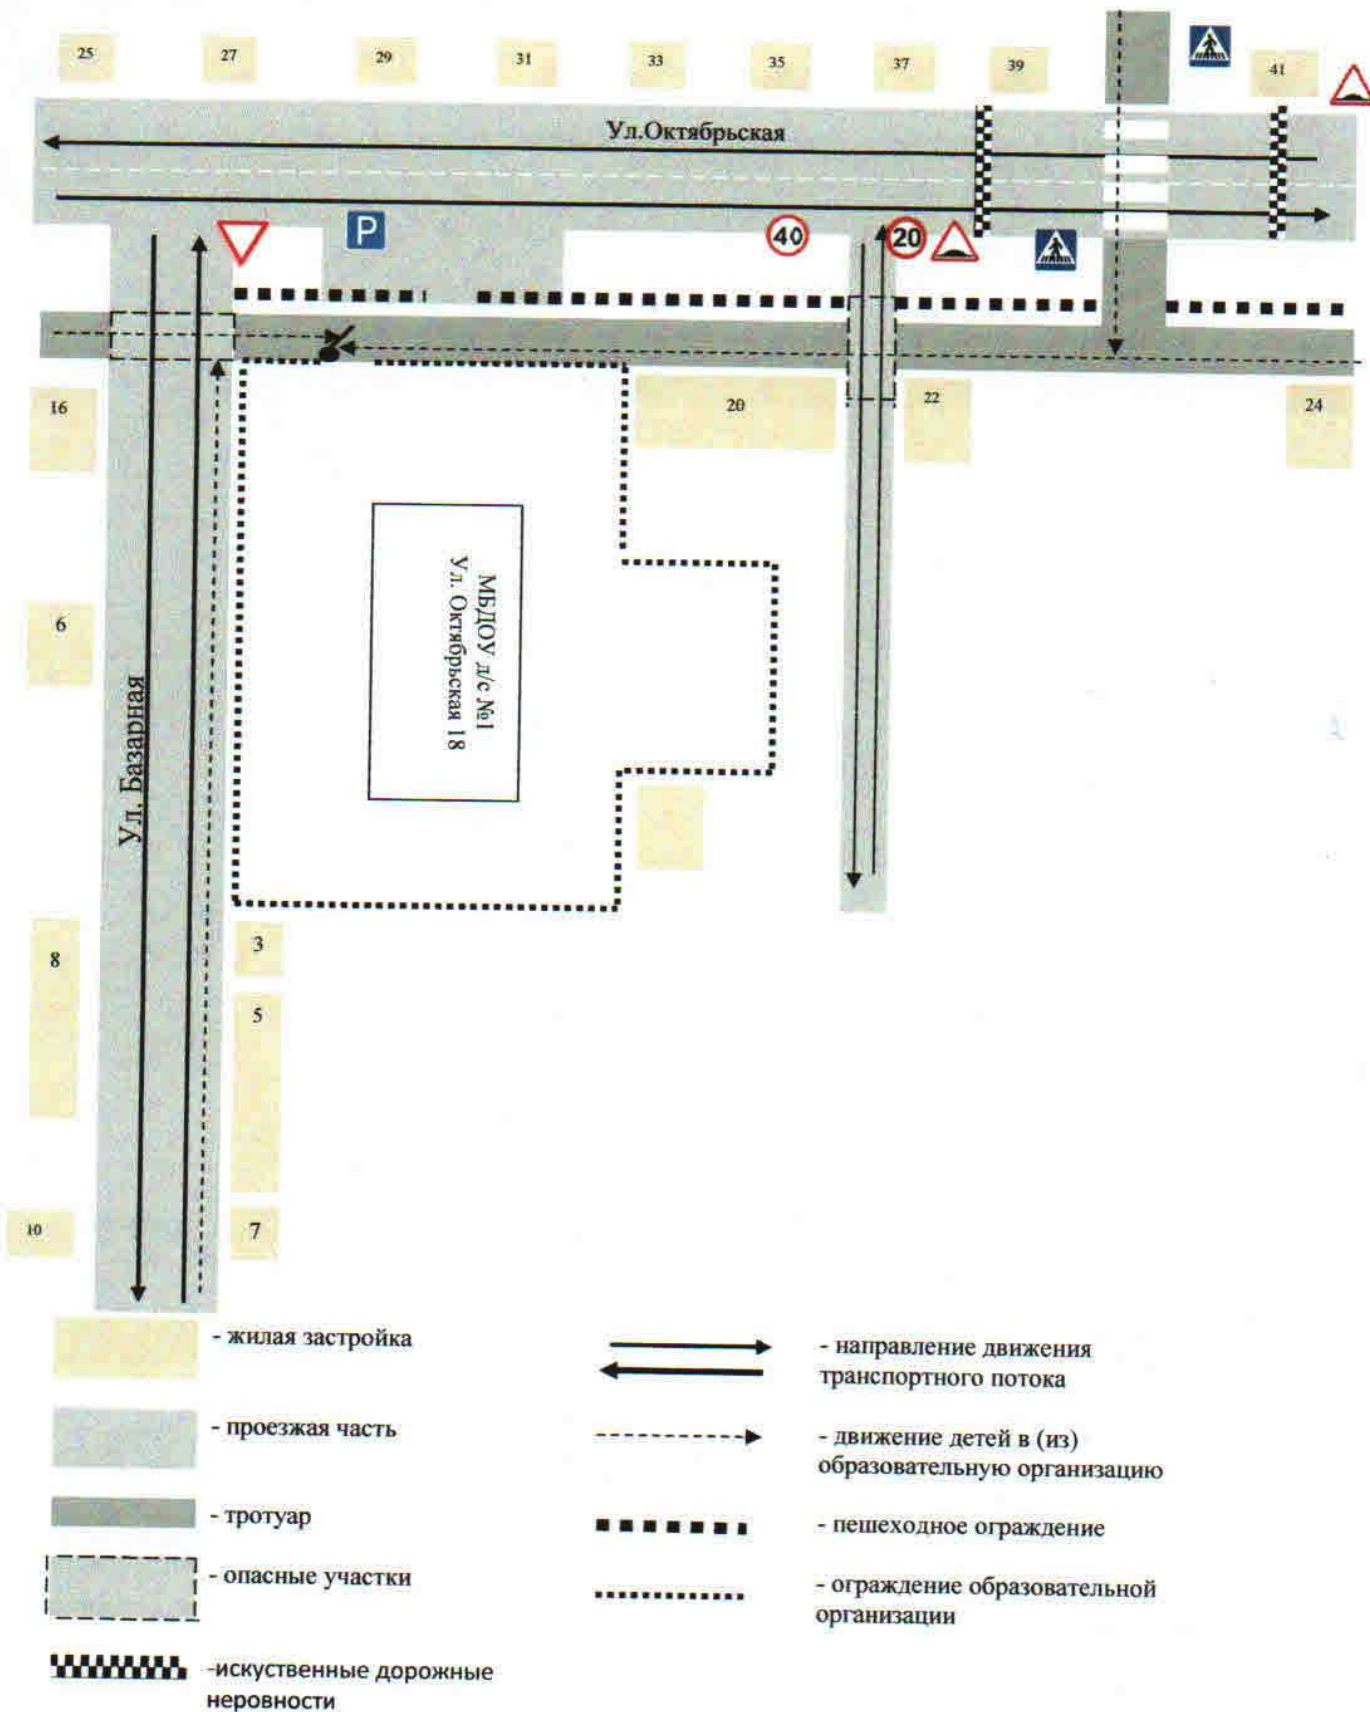 25
27
29
31
33
35
37
39
41
Ул.Октябрьская
P
40
20
16
20
22
24
6
МБДОУ д/с №1
Ул. Октябрьская 18
Ул. Базарная
8
3
5
10
7
- жилая застройка
- проезжая часть
- тротуар
- опасные участки
-искуственные дорожные
неровности
- направление движения
транспортного потока
- движение детей в (из)
образовательную организацию
- пешеходное ограждение
- ограждение образовательной
организации